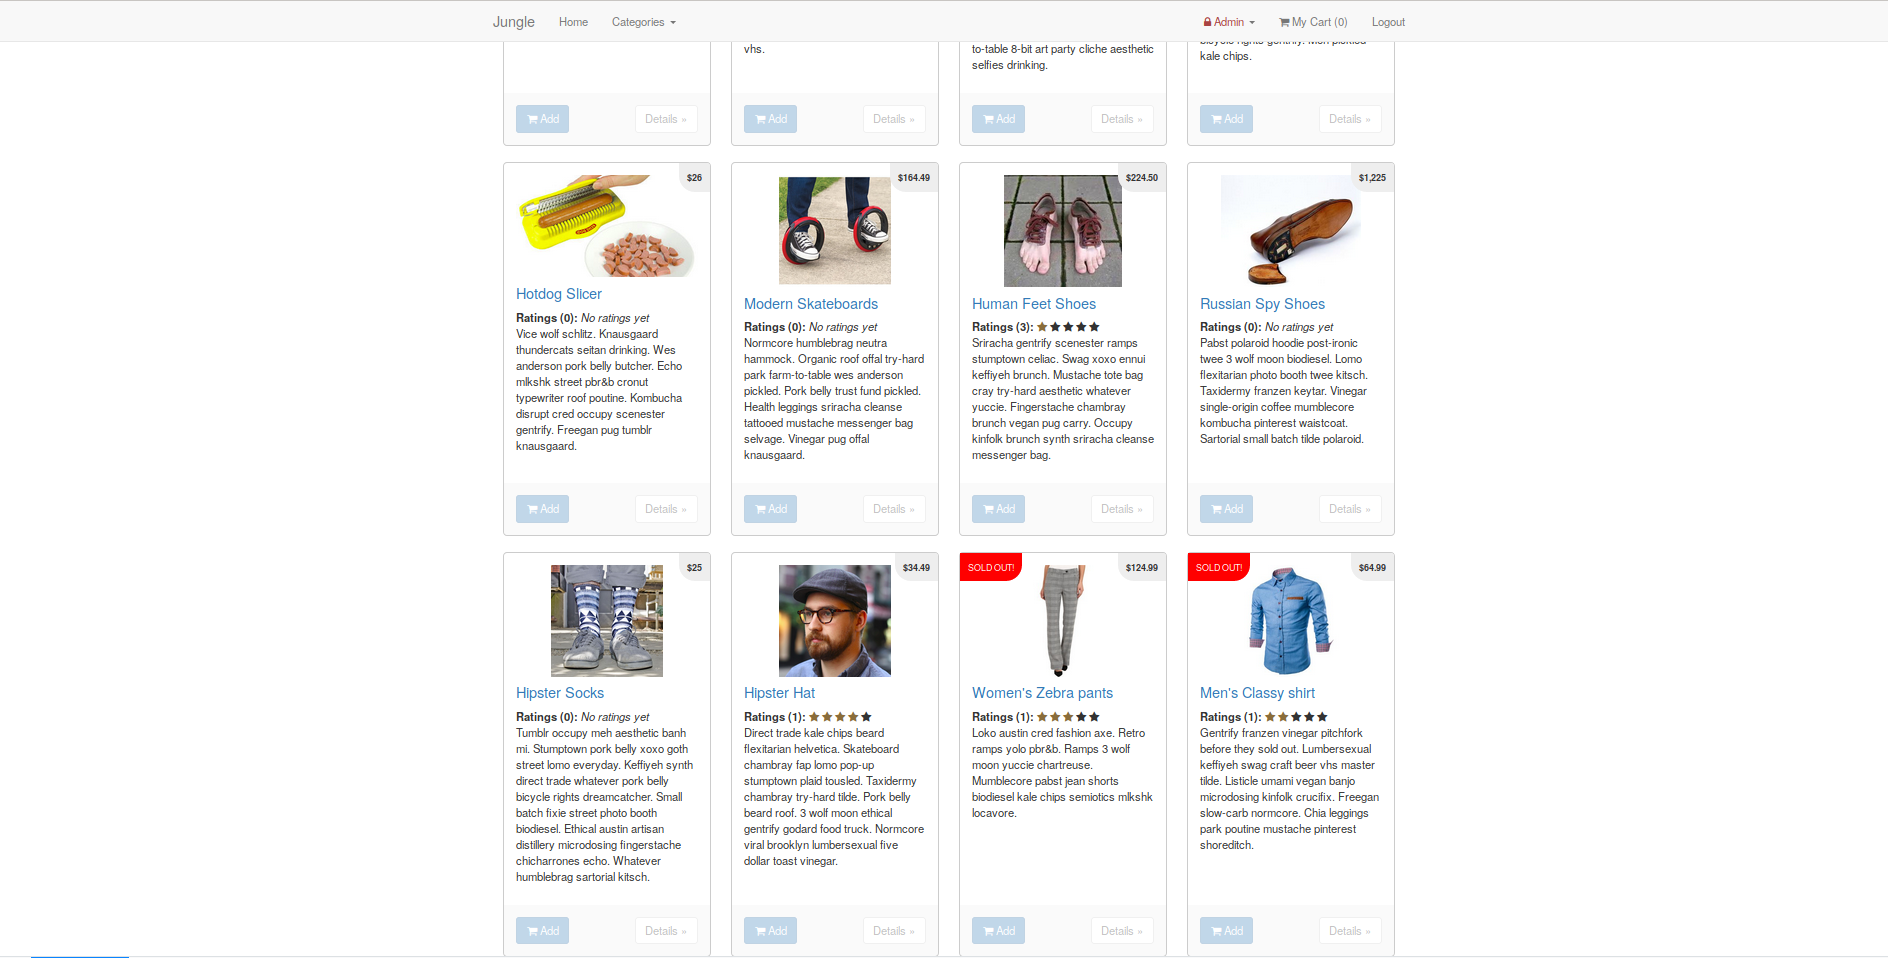 Jungle Home Categories Admin My Cart (0) Logout
vhs.
to-table 8-bit art party cliche aesthetic
selfies drinking.
kale chips.
Add Details »
Add Details »
Add Details »
Add Details »
$26
Hotdog Slicer
Ratings (0): No ratings yet
Vice wolf schlitz. Knausgaard
thundercats seitan drinking. Wes
anderson pork belly butcher. Echo
mlkshk street pbr&b cronut
typewriter roof poutine. Kombucha
disrupt cred occupy scenester
gentrify. Freegan pug tumblr
knausgaard.
Add Details »
$164.49
Modern Skateboards
Ratings (0): No ratings yet
Normcore humblebrag neutra
hammock. Organic roof offal try-hard
park farm-to-table wes anderson
pickled. Pork belly trust fund pickled.
Health leggings sriracha cleanse
tattooed mustache messenger bag
selvage. Vinegar pug offal
knausgaard.
Add Details »
$224.50
Human Feet Shoes
Ratings (3):
Sriracha gentrify scenester ramps
stumptown celiac. Swag xoxo ennui
keffiyeh brunch. Mustache tote bag
cray try-hard aesthetic whatever
yuccie. Fingerstache chambray
brunch vegan pug carry. Occupy
kinfolk brunch synth sriracha cleanse
messenger bag.
Add Details »
$1,225
Russian Spy Shoes
Ratings (0): No ratings yet
Pabst polaroid hoodie post-ironic
twee 3 wolf moon biodiesel. Lomo
flexitarian photo booth twee kitsch.
Taxidermy franzen keytar. Vinegar
single-origin coffee mumblecore
kombucha pinterest waistcoat.
Sartorial small batch tilde polaroid.
Add Details »
$25
Hipster Socks
Ratings (0): No ratings yet
Tumblr occupy meh aesthetic banh
mi. Stumptown pork belly xoxo goth
street lomo everyday. Keffiyeh synth
direct trade whatever pork belly
bicycle rights dreamcatcher. Small
batch fixie street photo booth
biodiesel. Ethical austin artisan
distillery microdosing fingerstache
chicharrones echo. Whatever
humblebrag sartorial kitsch.
Add Details »
$34.49
Hipster Hat
Ratings (1):
Direct trade kale chips beard
flexitarian helvetica. Skateboard
chambray fap lomo pop-up
stumptown plaid tousled. Taxidermy
chambray try-hard tilde. Pork belly
beard roof. 3 wolf moon ethical
gentrify godard food truck. Normcore
viral brooklyn lumbersexual five
dollar toast vinegar.
Add Details »
SOLD OUT! $124.99
Women's Zebra pants
Ratings (1):
Loko austin cred fashion axe. Retro
ramps yolo pbr&b. Ramps 3 wolf
moon yuccie chartreuse.
Mumblecore pabst jean shorts
biodiesel kale chips semiotics mlkshk
locavore.
Add Details »
SOLD OUT! $64.99
Men's Classy shirt
Ratings (1):
Gentrify franzen vinegar pitchfork
before they sold out. Lumbersexual
keffiyeh swag craft beer vhs master
tilde. Listicle umami vegan banjo
microdosing kinfolk crucifix. Freegan
slow-carb normcore. Chia leggings
park poutine mustache pinterest
shoreditch.
Add Details »